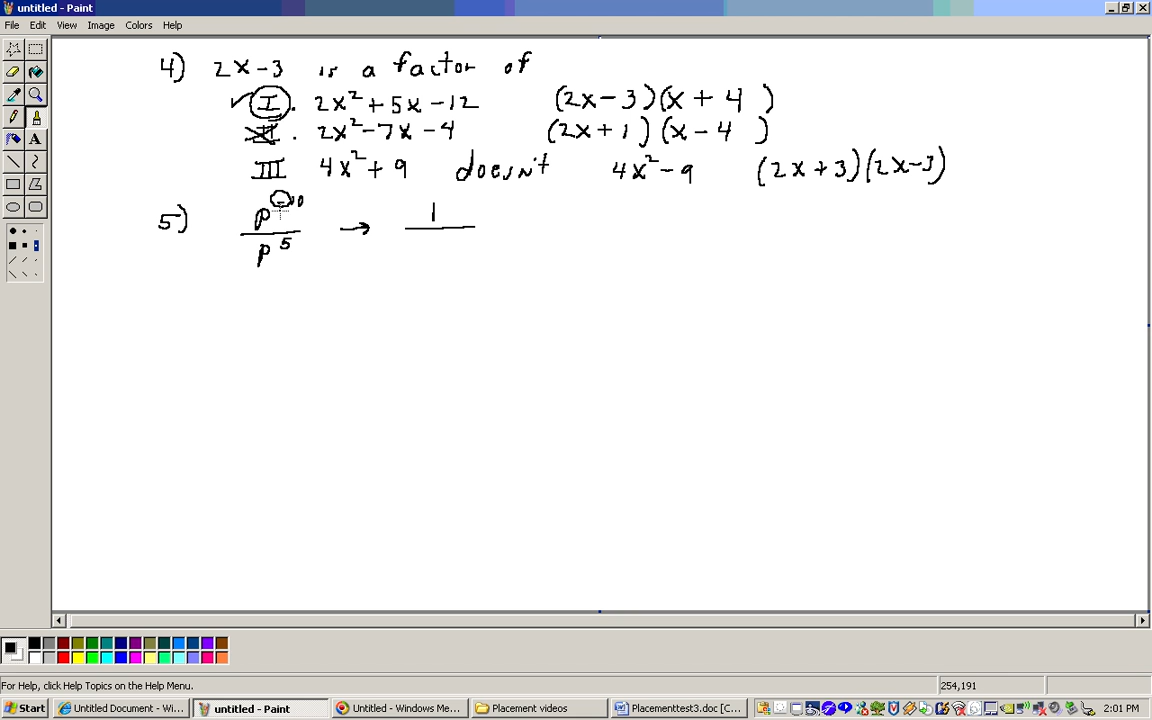 untitled - Paint
File Edit View Image Colors Help
4) 2x-3 is a factor of
I. 2x²+5x-12 (2x-3)(x+4)
II. 2x²-7x-4 (2x+1)(x-4)
III 4x²+9 doesn't 4x²-9 (2x+3)(2x-3)
5) p⁻¹⁰ → 1
p⁵
For Help, click Help Topics on the Help Menu. 254,191
Start Untitled Document - Wi... untitled - Paint Untitled - Windows Me... Placement videos Placementtest3.doc [C... 2:01 PM